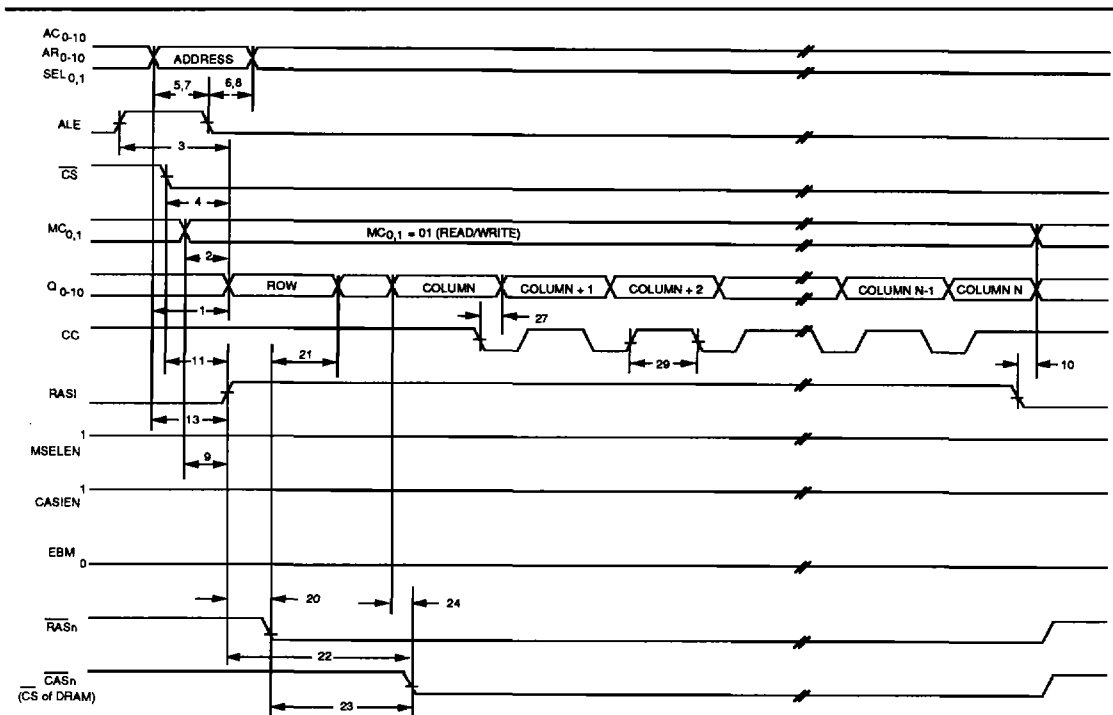 AC0-10
AR0-10
SEL0,1
ADDRESS
5,7
6,8
ALE
3
CS
4
MC0,1
MC0,1 = 01 (READ/WRITE)
2
Q0-10
ROW
COLUMN
COLUMN + 1
COLUMN + 2
COLUMN N-1
COLUMN N
1
27
CC
21
11
29
10
RASI
13
1
MSELEN
9
1
CASIEN
EBM
0
20
24
RASn
22
CASn
(CS of DRAM)
23